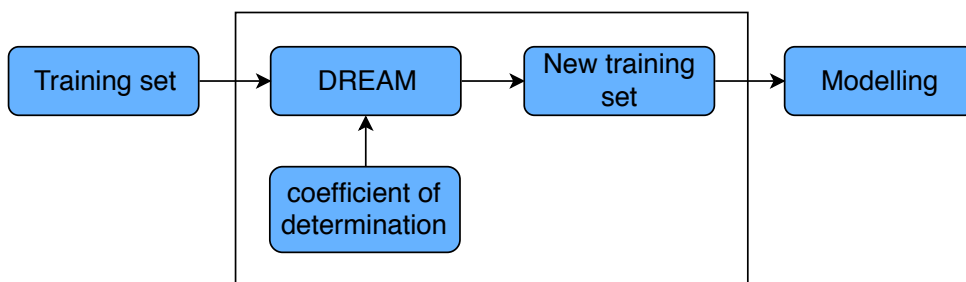 Training set
DREAM
New training
set
Modelling
coefficient of
determination